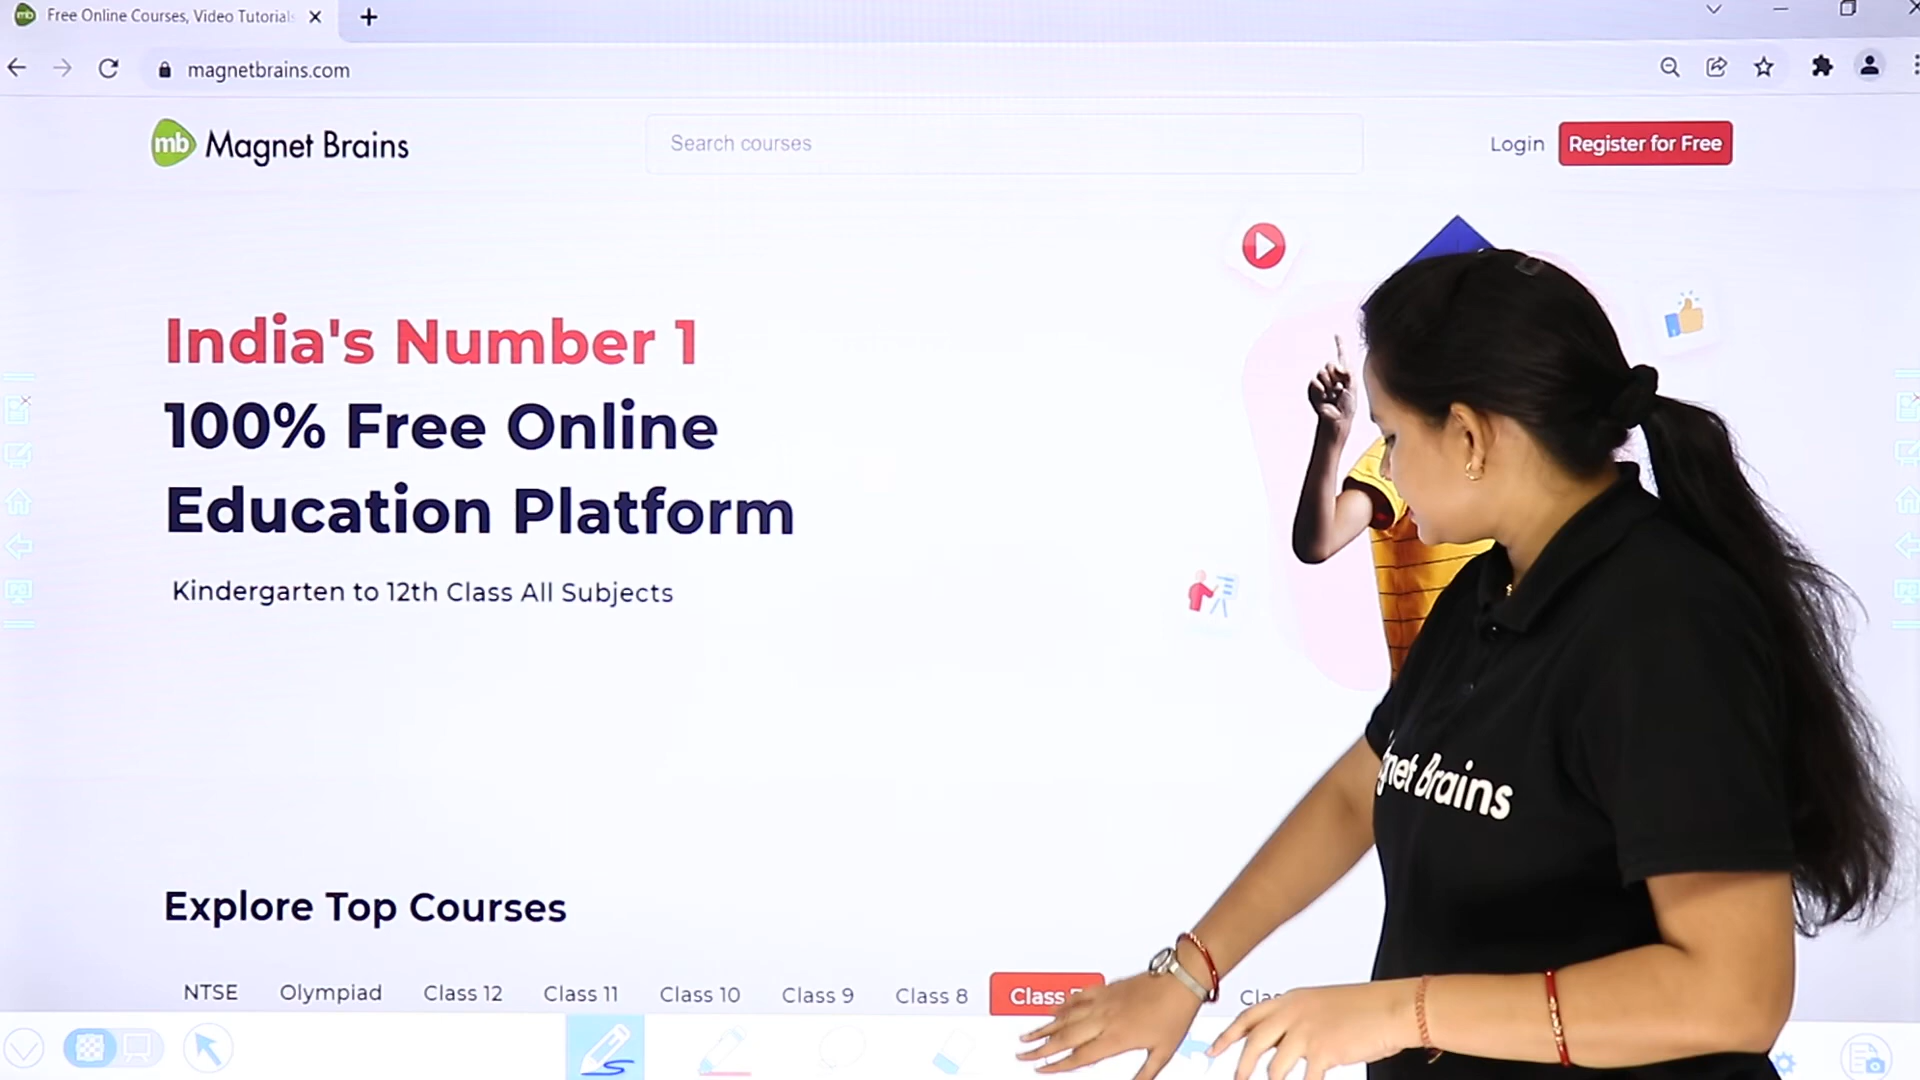 Free Online Courses, Video Tutorials
magnetbrains.com
mb Magnet Brains
Search courses
Login
Register for Free
India's Number 1
100% Free Online
Education Platform
Kindergarten to 12th Class All Subjects
Brains
Explore Top Courses
NTSE
Olympiad
Class 12
Class 11
Class 10
Class 9
Class 8
Class